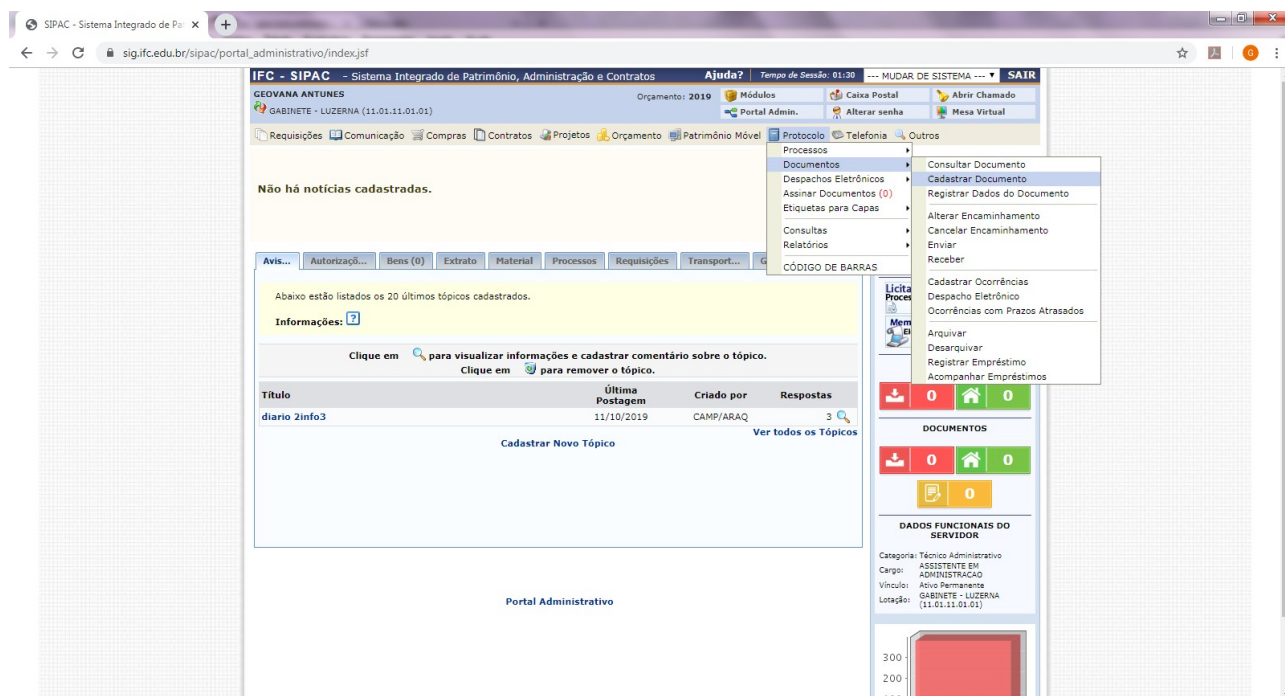 SIPAC - Sistema Integrado de Pa
sig.ifc.edu.br/sipac/portal_administrativo/index.jsf
G
IFC - SIPAC - Sistema Integrado de Patrimônio, Administração e Contratos Ajuda? Tempo de Sessão: 01:30 --- MUDAR DE SISTEMA --- SAIR
GEOVANA ANTUNES Orçamento: 2019 Módulos Caixa Postal Abrir Chamado
GABINETE - LUZERNA (11.01.11.01.01) Portal Admin. Alterar senha Mesa Virtual
Requisições Comunicação Compras Contratos Projetos Orçamento Patrimônio Móvel Protocolo Telefonia Outros
Processos
Documentos
Despachos Eletrônicos
Assinar Documentos (0)
Etiquetas para Capas
Consultas
Relatórios
CÓDIGO DE BARRAS
Consultar Documento
Cadastrar Documento
Registrar Dados do Documento
Alterar Encaminhamento
Cancelar Encaminhamento
Enviar
Receber
Cadastrar Ocorrências
Despacho Eletrônico
Ocorrências com Prazos Atrasados
Arquivar
Desarquivar
Registrar Empréstimo
Acompanhar Empréstimos
Não há notícias cadastradas.
Avis... Autorizaçõ... Bens (0) Extrato Material Processos Requisições Transport... G
Abaixo estão listados os 20 últimos tópicos cadastrados.
Informações: ?
Clique em para visualizar informações e cadastrar comentário sobre o tópico.
Clique em para remover o tópico.
Título Última Postagem Criado por Respostas
diario 2info3 11/10/2019 CAMP/ARAQ 3
Ver todos os Tópicos
Cadastrar Novo Tópico
Portal Administrativo
Licita
Proces
Mem
0 0
DOCUMENTOS
0 0
0
DADOS FUNCIONAIS DO
SERVIDOR
Categoria: Técnico Administrativo
Cargo: ASSISTENTE EM
ADMINISTRACAO
Vínculo: Ativo Permanente
Lotação: GABINETE - LUZERNA
(11.01.11.01.01)
300
200